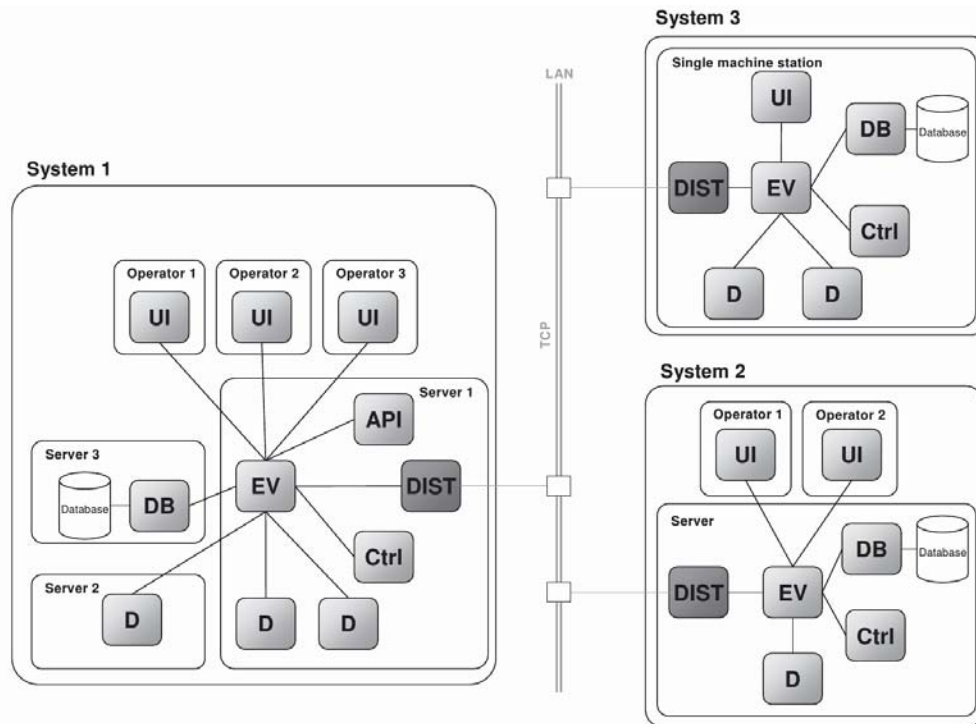 System 1
Operator 1
UI
Operator 2
UI
Operator 3
UI
Server 1
API
EV
DIST
Ctrl
D
D
Server 3
Database
DB
Server 2
D
LAN
TCP
System 3
Single machine station
UI
DB
Database
DIST
EV
Ctrl
D
D
System 2
Operator 1
UI
Operator 2
UI
Server
DB
Database
DIST
EV
Ctrl
D